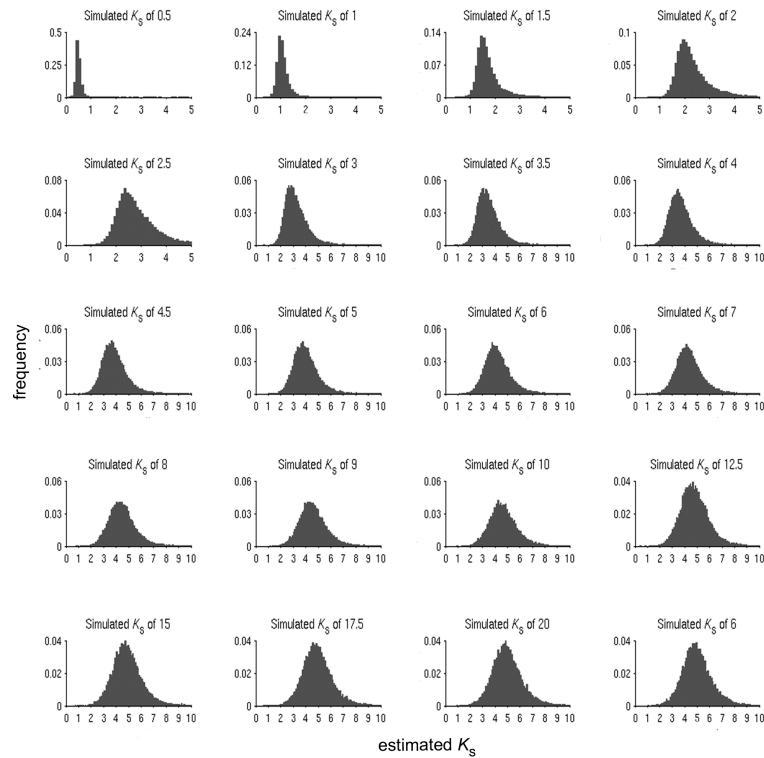 Simulated Ks of 0.5 Simulated Ks of 1 Simulated Ks of 1.5 Simulated Ks of 2
0.5 0.24 0.14 0.1
0.25 0.12 0.07 0.05
0 0 0 0
0 1 2 3 4 5 0 1 2 3 4 5 0 1 2 3 4 5 0 1 2 3 4 5
Simulated Ks of 2.5 Simulated Ks of 3 Simulated Ks of 3.5 Simulated Ks of 4
0.08 0.06 0.06 0.06
0.04 0.03 0.03 0.03
0 0 0 0
0 1 2 3 4 5 0 1 2 3 4 5 6 7 8 9 10 0 1 2 3 4 5 6 7 8 9 10 0 1 2 3 4 5 6 7 8 9 10
Simulated Ks of 4.5 Simulated Ks of 5 Simulated Ks of 6 Simulated Ks of 7
0.06 0.06 0.06 0.06
0.03 0.03 0.03 0.03
0 0 0 0
0 1 2 3 4 5 6 7 8 9 10 0 1 2 3 4 5 6 7 8 9 10 0 1 2 3 4 5 6 7 8 9 10 0 1 2 3 4 5 6 7 8 9 10
frequency
Simulated Ks of 8 Simulated Ks of 9 Simulated Ks of 10 Simulated Ks of 12.5
0.06 0.06 0.06 0.04
0.03 0.03 0.03 0.02
0 0 0 0
0 1 2 3 4 5 6 7 8 9 10 0 1 2 3 4 5 6 7 8 9 10 0 1 2 3 4 5 6 7 8 9 10 0 1 2 3 4 5 6 7 8 9 10
Simulated Ks of 15 Simulated Ks of 17.5 Simulated Ks of 20 Simulated Ks of 6
0.04 0.04 0.04 0.04
0.02 0.02 0.02 0.02
0 0 0 0
0 1 2 3 4 5 6 7 8 9 10 0 1 2 3 4 5 6 7 8 9 10 0 1 2 3 4 5 6 7 8 9 10 0 1 2 3 4 5 6 7 8 9 10
estimated Ks